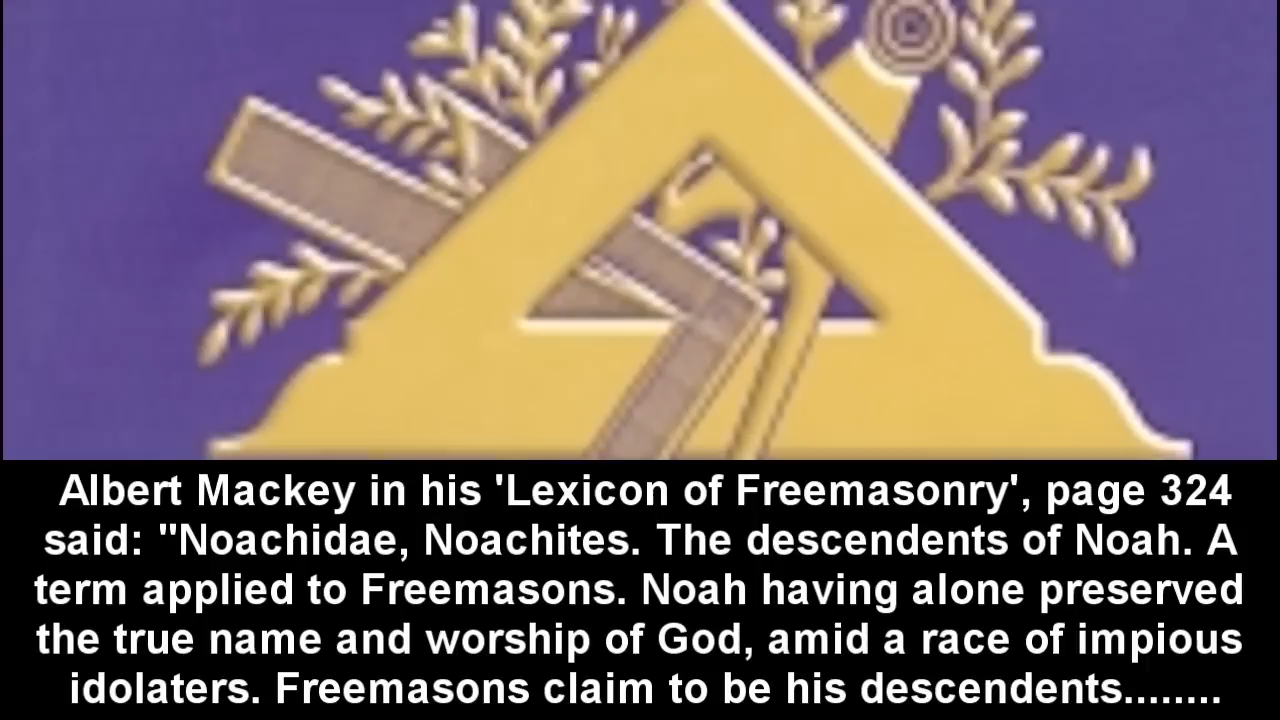 Albert Mackey in his 'Lexicon of Freemasonry', page 324
said: "Noachidae, Noachites. The descendents of Noah. A
term applied to Freemasons. Noah having alone preserved
the true name and worship of God, amid a race of impious
idolaters. Freemasons claim to be his descendents........